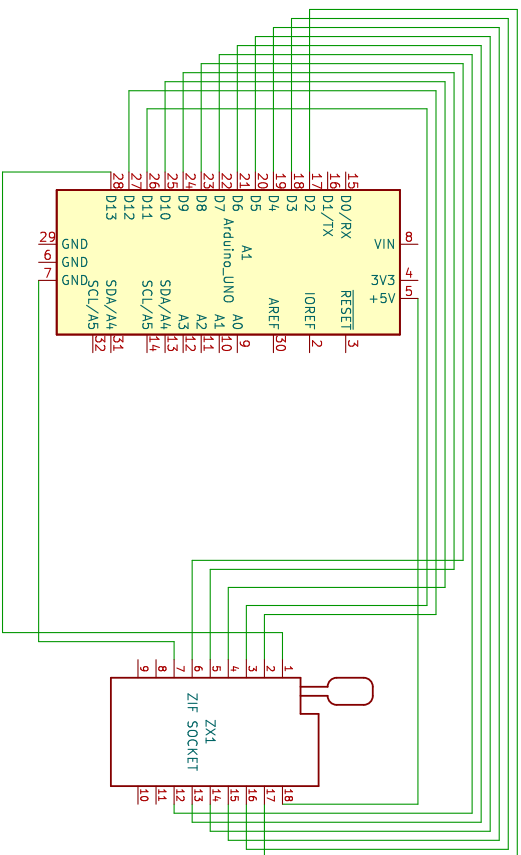 28 27 26 25 24 23 22 21 20 19 18 17 16 15
D13 D12 D11 D10 D9 D8 D7 D6 D5 D4 D3 D2 D1/TX D0/RX
29 GND
6 GND
7 GND
A1
Arduino_UNO
VIN 8
3V3 4
+5V 5
SCL/A5 SDA/A4 SCL/A5 SDA/A4 A3 A2 A1 A0 AREF IOREF RESET
32 31 14 13 12 11 10 9 30 2 3
9 8 7 6 5 4 3 2 1
ZX1
ZIF SOCKET
10 11 12 13 14 15 16 17 18